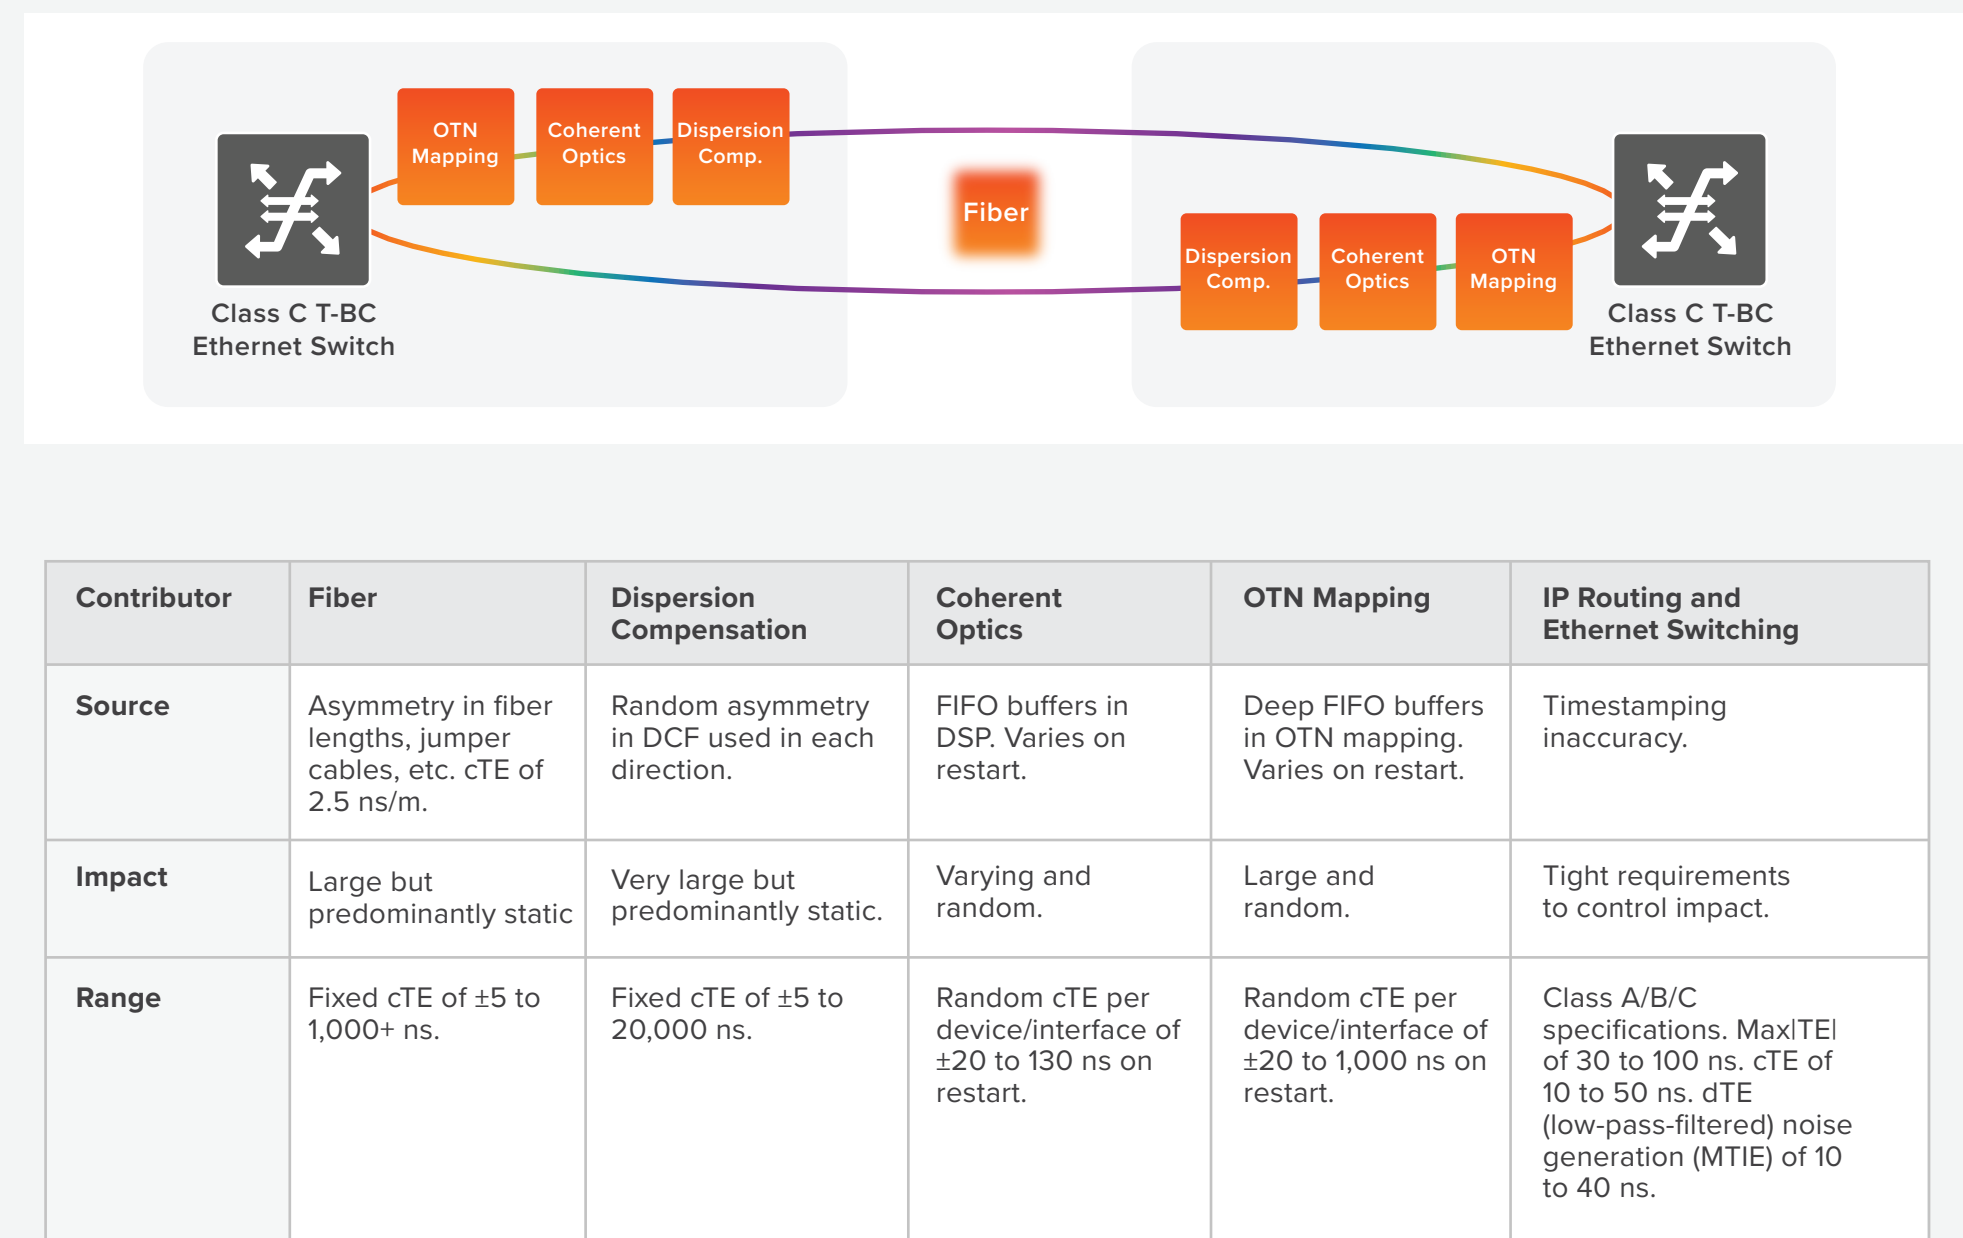 OTN
Mapping
Coherent
Optics
Dispersion
Comp.
Fiber
Dispersion
Comp.
Coherent
Optics
OTN
Mapping
Class C T-BC
Ethernet Switch
Class C T-BC
Ethernet Switch
Contributor
Fiber
Dispersion
Compensation
Coherent
Optics
OTN Mapping
IP Routing and
Ethernet Switching
Source
Asymmetry in fiber
lengths, jumper
cables, etc. cTE of
2.5 ns/m.
Random asymmetry
in DCF used in each
direction.
FIFO buffers in
DSP. Varies on
restart.
Deep FIFO buffers
in OTN mapping.
Varies on restart.
Timestamping
inaccuracy.
Impact
Large but
predominantly static
Very large but
predominantly static.
Varying and
random.
Large and
random.
Tight requirements
to control impact.
Range
Fixed cTE of ±5 to
1,000+ ns.
Fixed cTE of ±5 to
20,000 ns.
Random cTE per
device/interface of
±20 to 130 ns on
restart.
Random cTE per
device/interface of
±20 to 1,000 ns on
restart.
Class A/B/C
specifications. Max|TE|
of 30 to 100 ns. cTE of
10 to 50 ns. dTE
(low-pass-filtered) noise
generation (MTIE) of 10
to 40 ns.